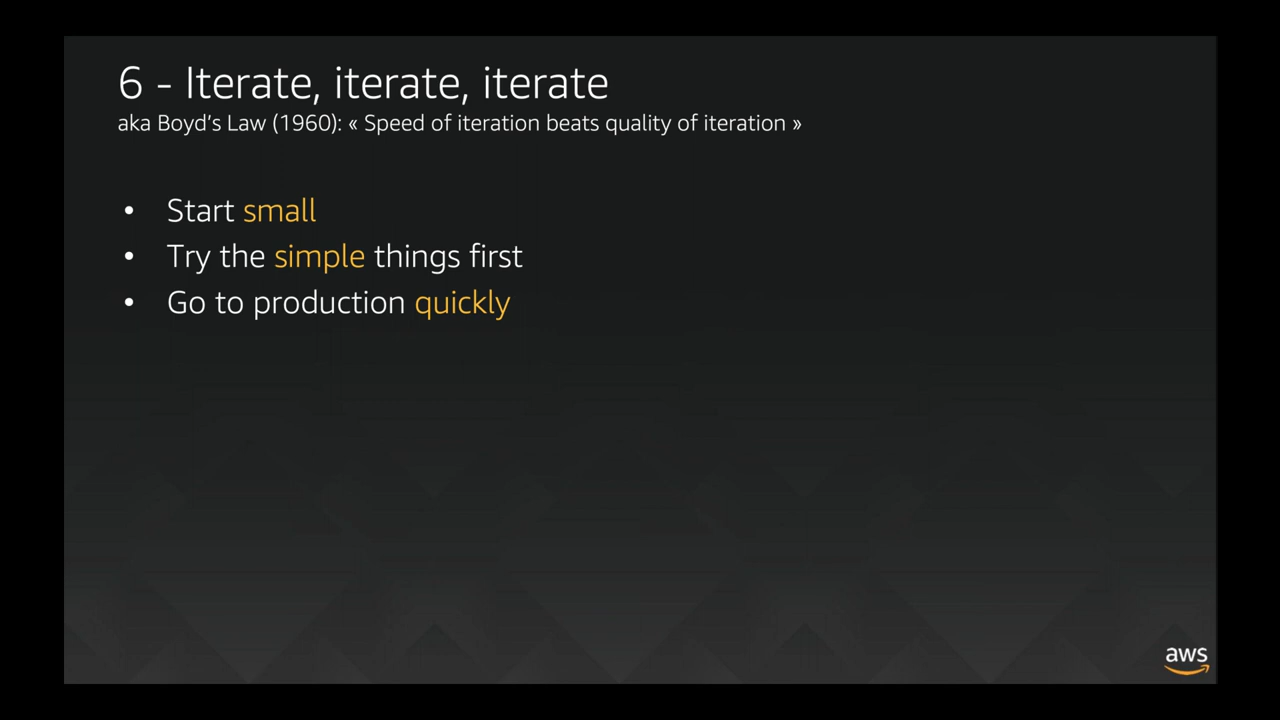 6 - Iterate, iterate, iterate
aka Boyd's Law (1960): « Speed of iteration beats quality of iteration »
• Start small
• Try the simple things first
• Go to production quickly
aws